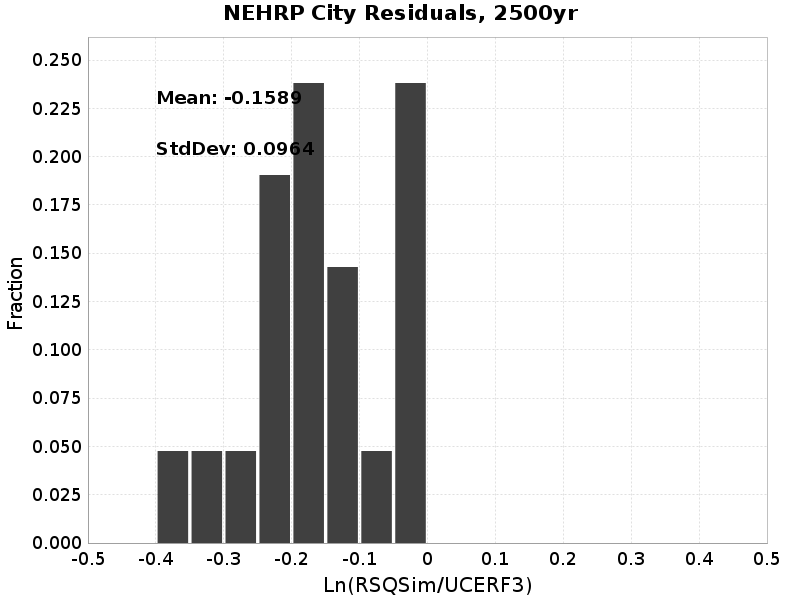 NEHRP City Residuals, 2500yr
0.250
0.225
0.200
0.175
0.150
0.125
0.100
0.075
0.050
0.025
0.000
Fraction
Mean: -0.1589
StdDev: 0.0964
-0.5 -0.4 -0.3 -0.2 -0.1 0 0.1 0.2 0.3 0.4 0.5
Ln(RSQSim/UCERF3)